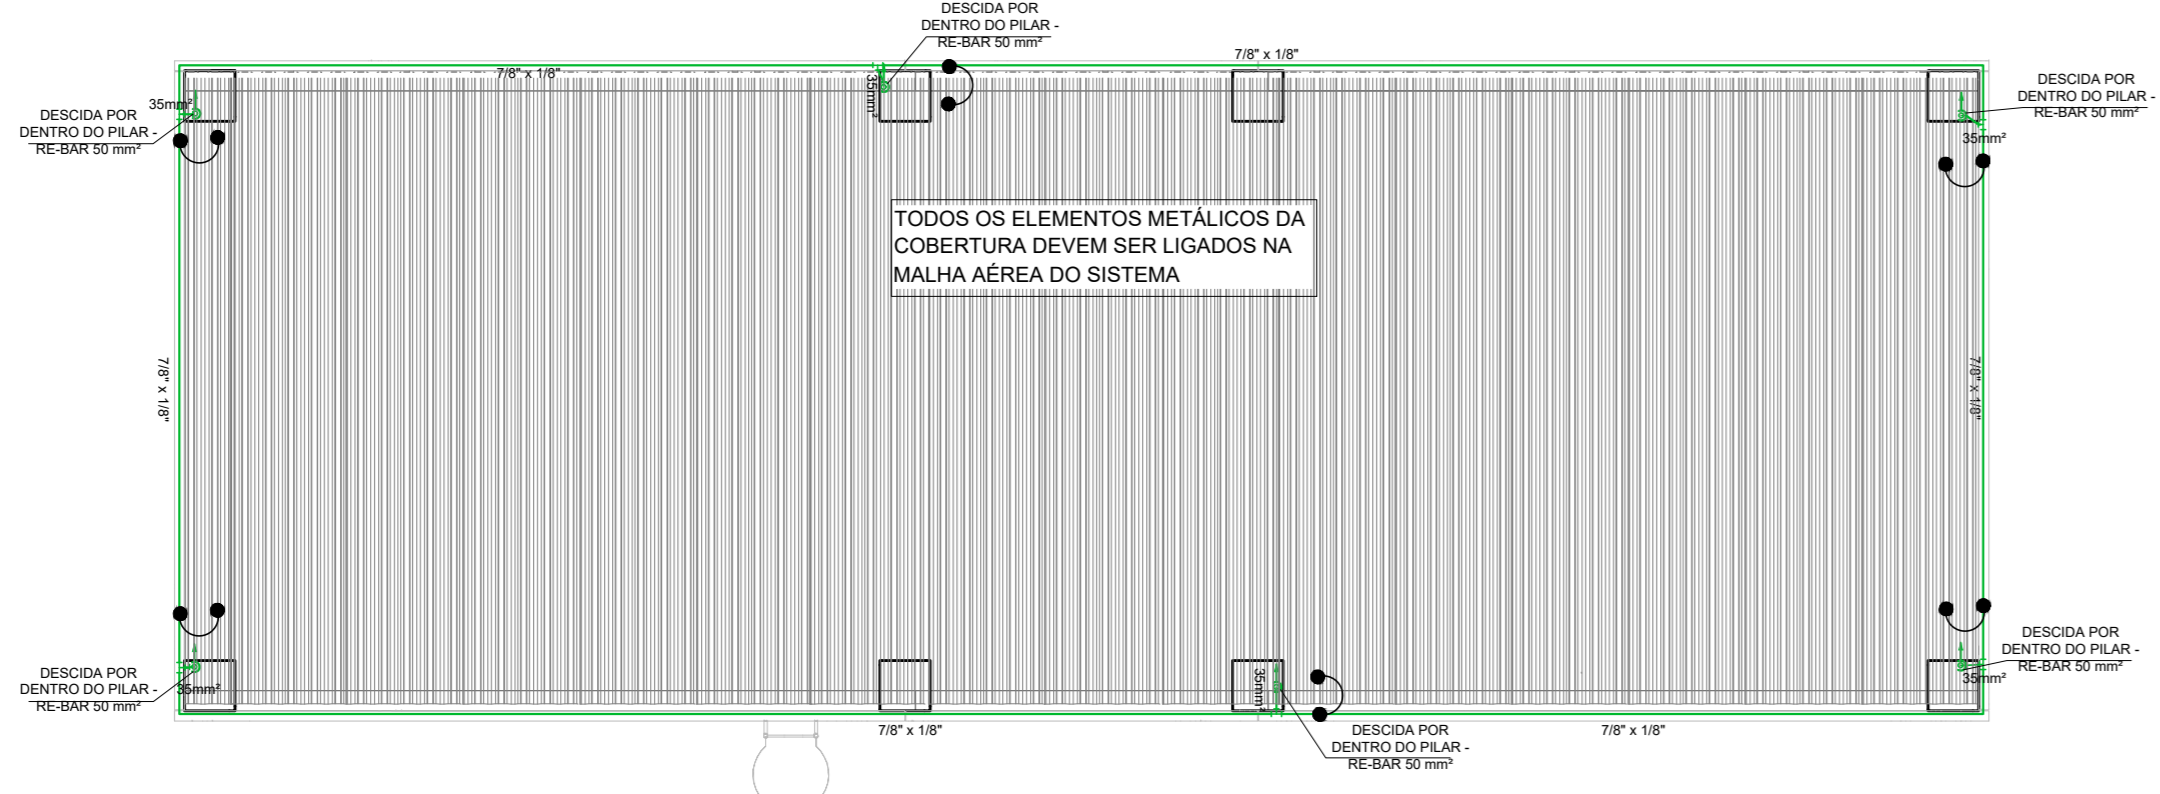 DESCIDA POR
DENTRO DO PILAR -
RE-BAR 50 mm²
7/8" x 1/8"
7/8" x 1/8"
35mm²
35mm²
DESCIDA POR
DENTRO DO PILAR -
RE-BAR 50 mm²
DESCIDA POR
DENTRO DO PILAR -
RE-BAR 50 mm²
35mm²
TODOS OS ELEMENTOS METÁLICOS DA
COBERTURA DEVEM SER LIGADOS NA
MALHA AÉREA DO SISTEMA
7/8" x 1/8"
7/8" x 1/8"
DESCIDA POR
DENTRO DO PILAR -
RE-BAR 50 mm²
35mm²
35mm²
DESCIDA POR
DENTRO DO PILAR -
RE-BAR 50 mm²
35mm²
7/8" x 1/8"
DESCIDA POR
DENTRO DO PILAR -
RE-BAR 50 mm²
7/8" x 1/8"